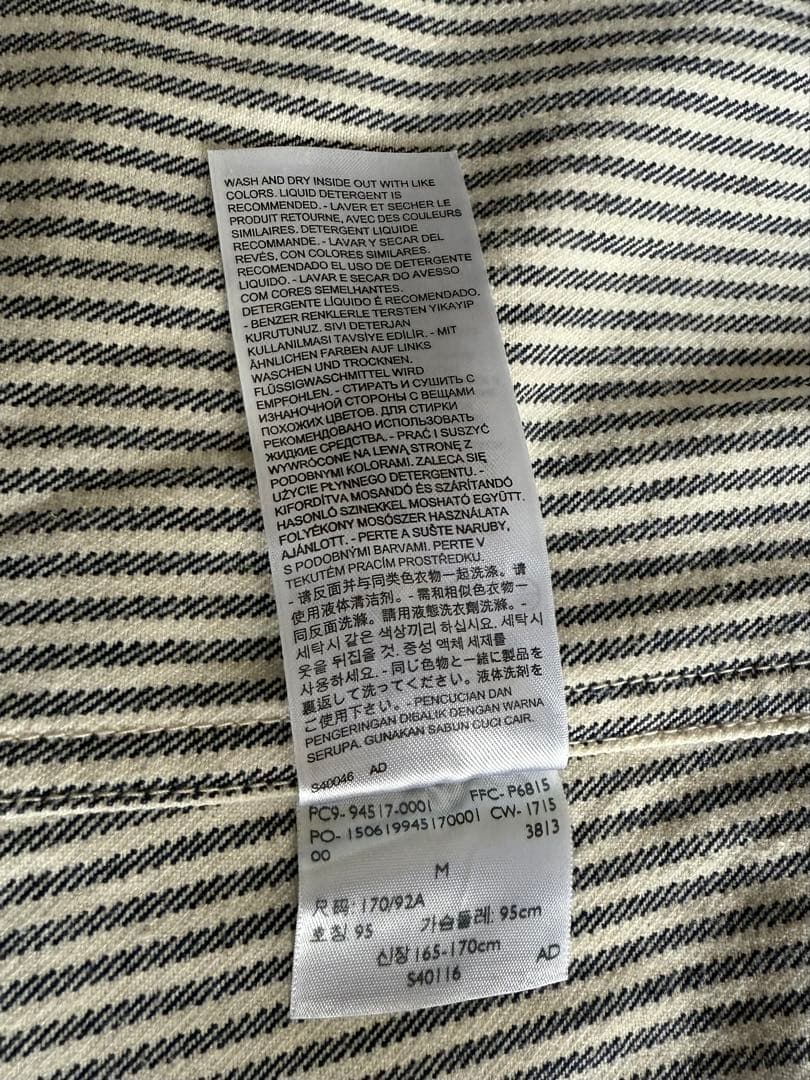 WASH AND DRY INSIDE OUT WITH LIKE
COLORS. LIQUID DETERGENT IS
RECOMMENDED. - LAVER ET SECHER LE
PRODUIT RETOURNE, AVEC DES COULEURS
SIMILAIRES. DETERGENT LIQUIDE
RECOMMANDE. - LAVAR Y SECAR DEL
REVÉS, CON COLORES SIMILARES.
RECOMENDADO EL USO DE DETERGENTE
LIQUIDO. - LAVAR E SECAR DO AVESSO
COM CORES SEMELHANTES.
DETERGENTE LÍQUIDO É RECOMENDADO.
- BENZER RENKLERLE TERSTEN YIKAYIP
KURUTUNUZ. SIVI DETERJAN
KULLANILMASI TAVSİYE EDİLİR. - MIT
ÄHNLICHEN FARBEN AUF LINKS
WASCHEN UND TROCKNEN.
FLÜSSIGWASCHMITTEL WIRD
EMPFOHLEN. - СТИРАТЬ И СУШИТЬ С
ИЗНАНОЧНОЙ СТОРОНЫ С ВЕЩАМИ
ПОХОЖИХ ЦВЕТОВ. ДЛЯ СТИРКИ
РЕКОМЕНДОВАНО ИСПОЛЬЗОВАТЬ
ЖИДКИЕ СРЕДСТВА. - PRAĆ I SUSZYĆ
WYWRÓCONE NA LEWĄ STRONĘ Z
PODOBNYMI KOLORAMI. ZALECA SIĘ
UŻYCIE PŁYNNEGO DETERGENTU. -
KIFORDÍTVA MOSANDÓ ÉS SZÁRÍTANDÓ
HASONLÓ SZINEKKEL MOSHATÓ EGYÜTT.
FOLYÉKONY MOSÓSZER HASZNÁLATA
AJÁNLOTT. - PERTE A SUŠTE NARUBY,
S PODOBNÝMI BARVAMI. PERTE V
TEKUTÉM PRACÍM PROSTŘEDKU.
- 请反面并与同类色衣物一起洗涤。请
使用液体清洁剂。- 需和相似色衣物一
同反面洗滌。請用液態洗衣劑洗滌。-
세탁시 같은 색상끼리 하십시요. 세탁시
옷을 뒤집을 것. 중성 액체 세제를
사용하세요. - 同じ色物と一緒に製品を
裏返して洗ってください。液体洗剤を
ご使用下さい。- PENCUCIAN DAN
PENGERINGAN DIBALIK DENGAN WARNA
SERUPA. GUNAKAN SABUN CUCI CAIR.
S40046 AD
PC9-94517-0001 FFC-P6815
PO-150619945170001 CW-1715
00 3813
M
尺码: 170/92A
호칭 95 가슴둘레: 95cm
신장 165-170cm
S40116 AD